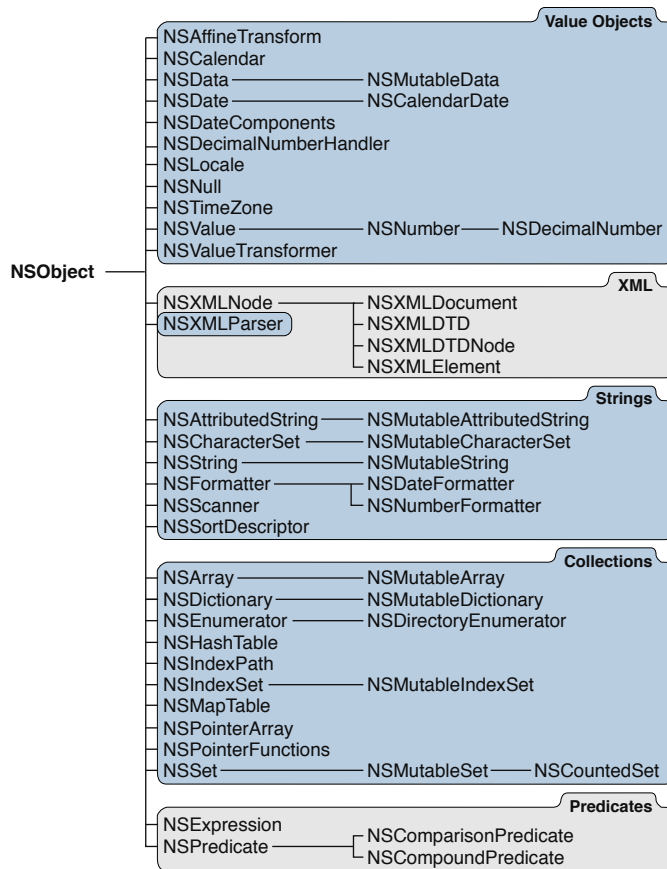 Value Objects
NSAffineTransform
NSCalendar
NSData NSMutableData
NSDate NSCalendarDate
NSDateComponents
NSDecimalNumberHandler
NSLocale
NSNull
NSTimeZone
NSValue NSNumber NSDecimalNumber
NSValueTransformer
NSObject
XML
NSXMLNode NSXMLDocument
NSXMLParser NSXMLDTD
NSXMLDTDNode
NSXMLElement
Strings
NSAttributedString NSMutableAttributedString
NSCharacterSet NSMutableCharacterSet
NSString NSMutableString
NSFormatter NSDateFormatter
NSScanner NSNumberFormatter
NSSortDescriptor
Collections
NSArray NSMutableArray
NSDictionary NSMutableDictionary
NSEnumerator NSDirectoryEnumerator
NSHashTable
NSIndexPath
NSIndexSet NSMutableIndexSet
NSMapTable
NSPointerArray
NSPointerFunctions
NSSet NSMutableSet NSCountedSet
Predicates
NSExpression
NSPredicate NSComparisonPredicate
NSCompoundPredicate